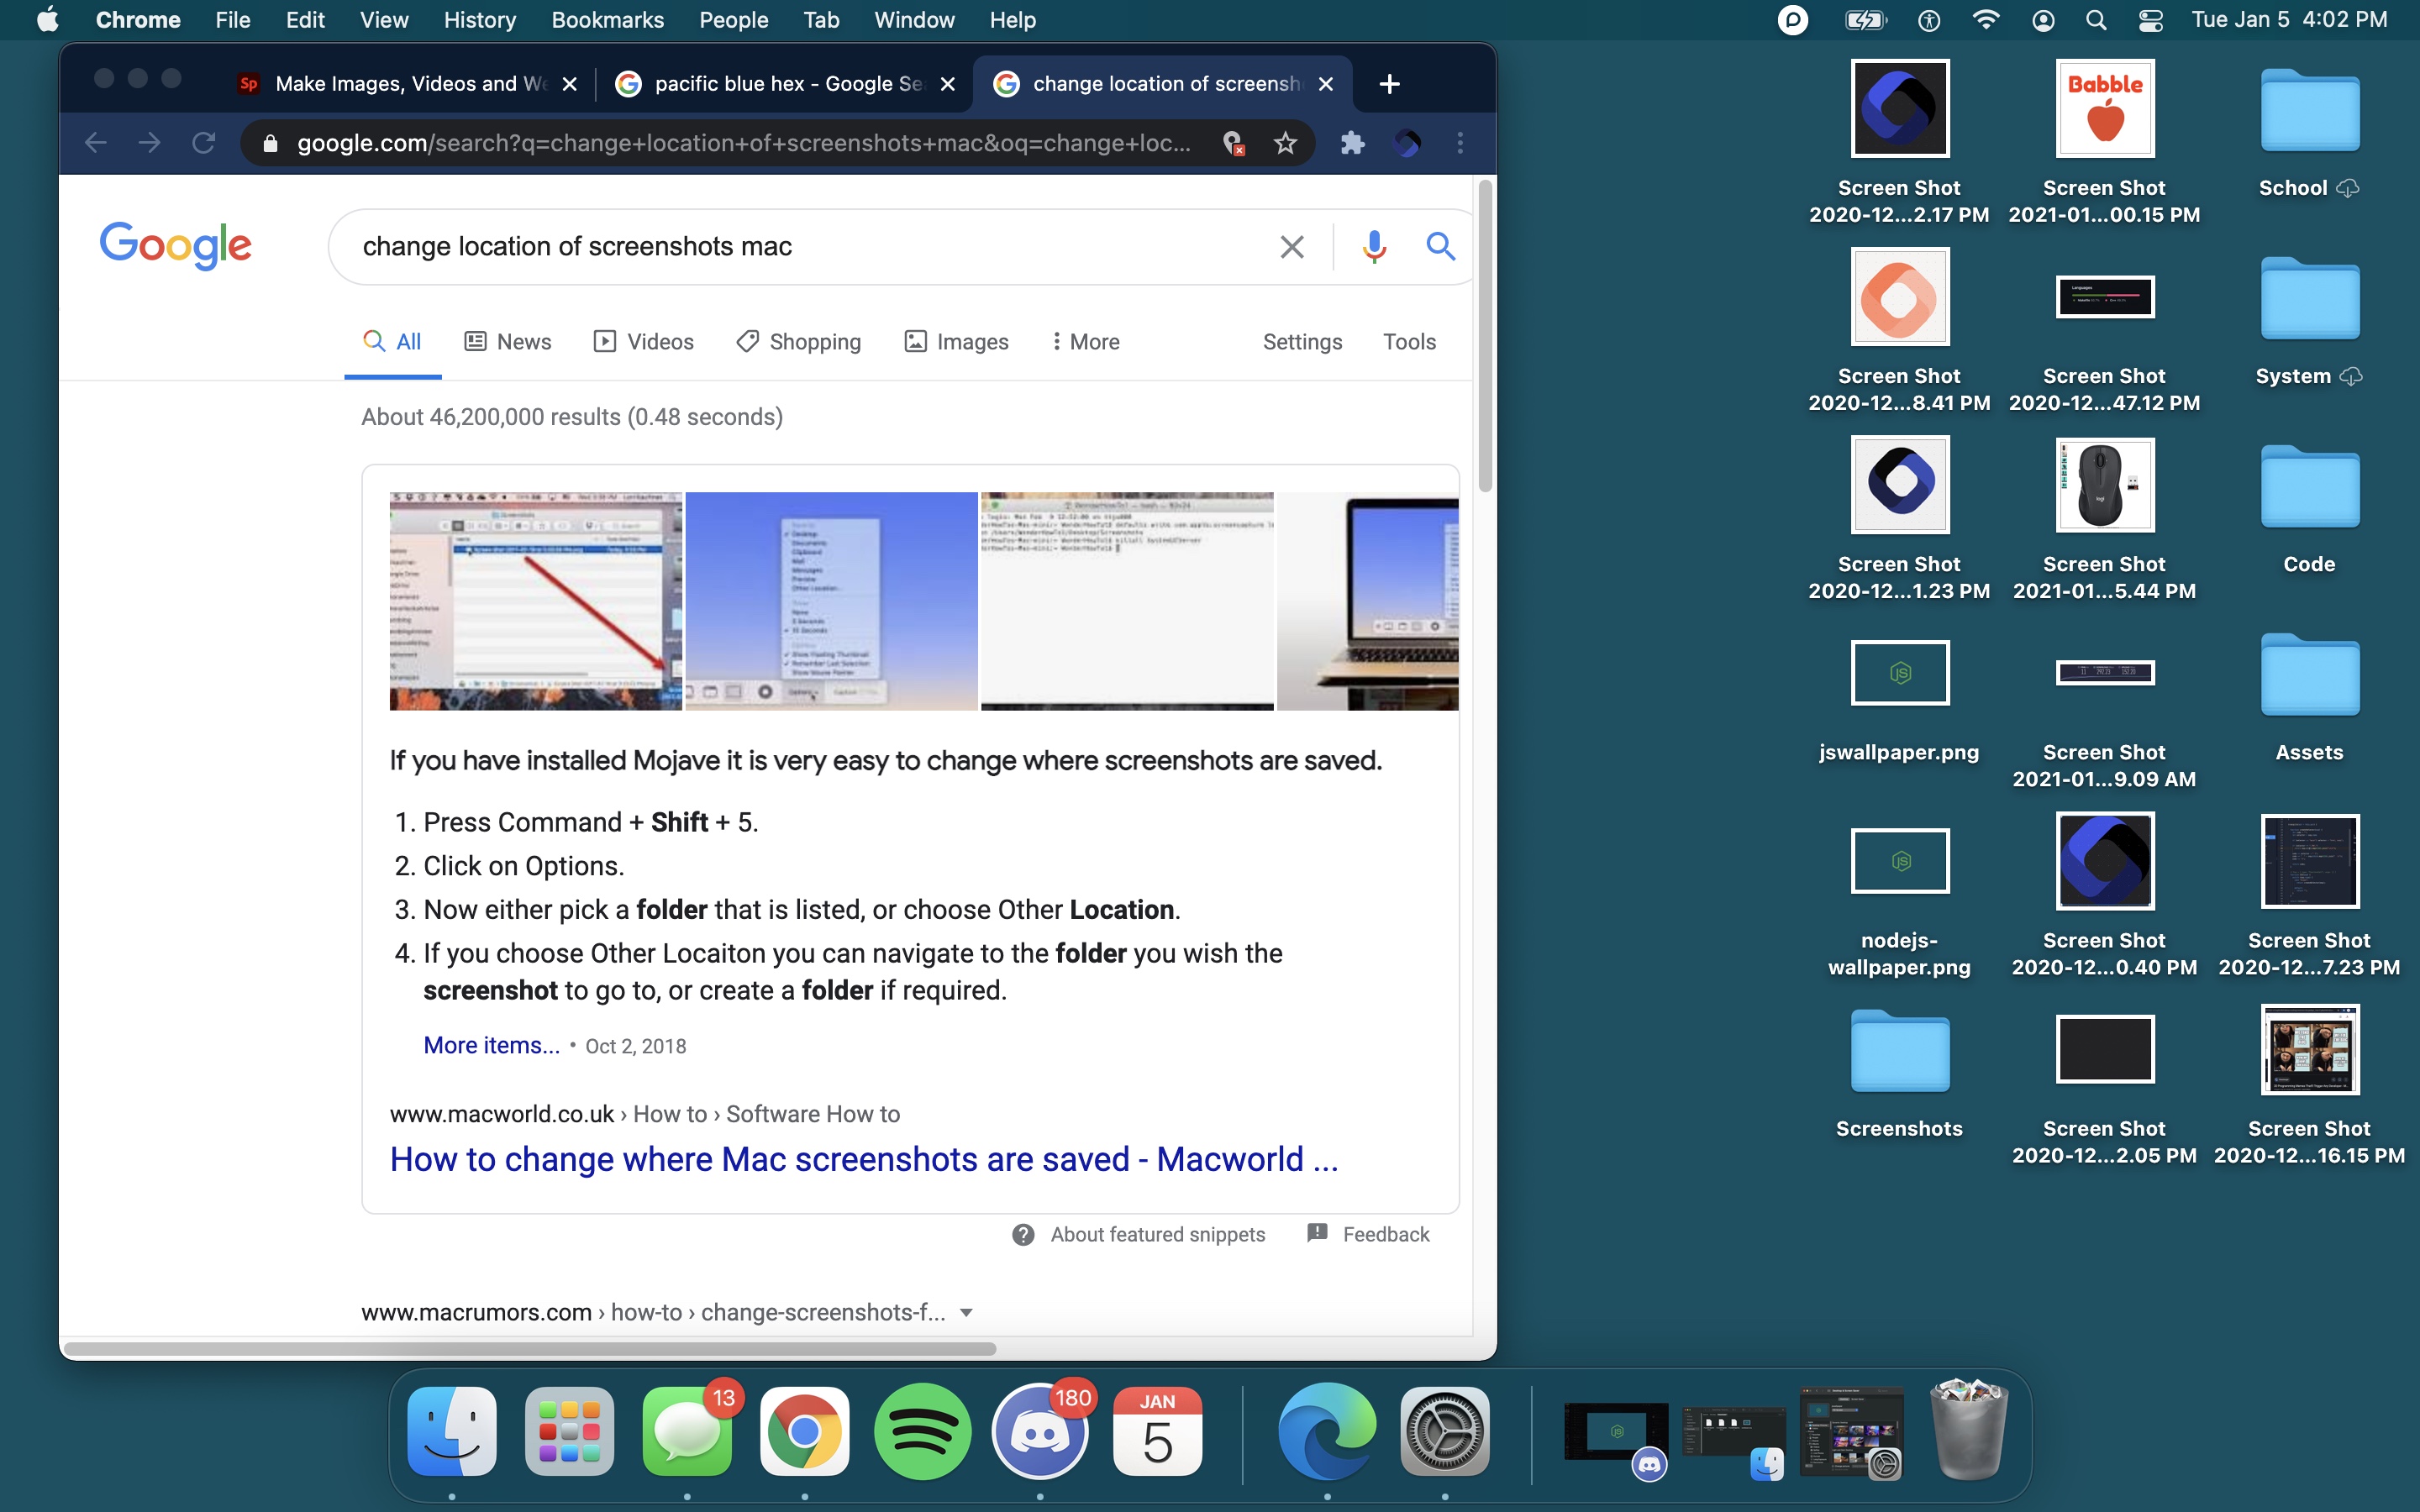 Chrome File Edit View History Bookmarks People Tab Window Help
Tue Jan 5 4:02 PM
Sp Make Images, Videos and We
pacific blue hex - Google Se
change location of screensh
google.com/search?q=change+location+of+screenshots+mac&oq=change+loc...
Google
change location of screenshots mac
All News Videos Shopping Images More Settings Tools
About 46,200,000 results (0.48 seconds)
If you have installed Mojave it is very easy to change where screenshots are saved.
1. Press Command + Shift + 5.
2. Click on Options.
3. Now either pick a folder that is listed, or choose Other Location.
4. If you choose Other Locaiton you can navigate to the folder you wish the
screenshot to go to, or create a folder if required.
More items... • Oct 2, 2018
www.macworld.co.uk › How to › Software How to
How to change where Mac screenshots are saved - Macworld ...
About featured snippets Feedback
www.macrumors.com › how-to › change-screenshots-f...
Babble
Screen Shot
2020-12...2.17 PM
Screen Shot
2021-01...00.15 PM
School
Languages
Screen Shot
2020-12...8.41 PM
Screen Shot
2020-12...47.12 PM
System
logi
Screen Shot
2020-12...1.23 PM
Screen Shot
2021-01...5.44 PM
Code
JS
jswallpaper.png
Screen Shot
2021-01...9.09 AM
Assets
JS
nodejs-
wallpaper.png
Screen Shot
2020-12...0.40 PM
Screen Shot
2020-12...7.23 PM
Screenshots
Screen Shot
2020-12...2.05 PM
Screen Shot
2020-12...16.15 PM
13
180
JAN
5